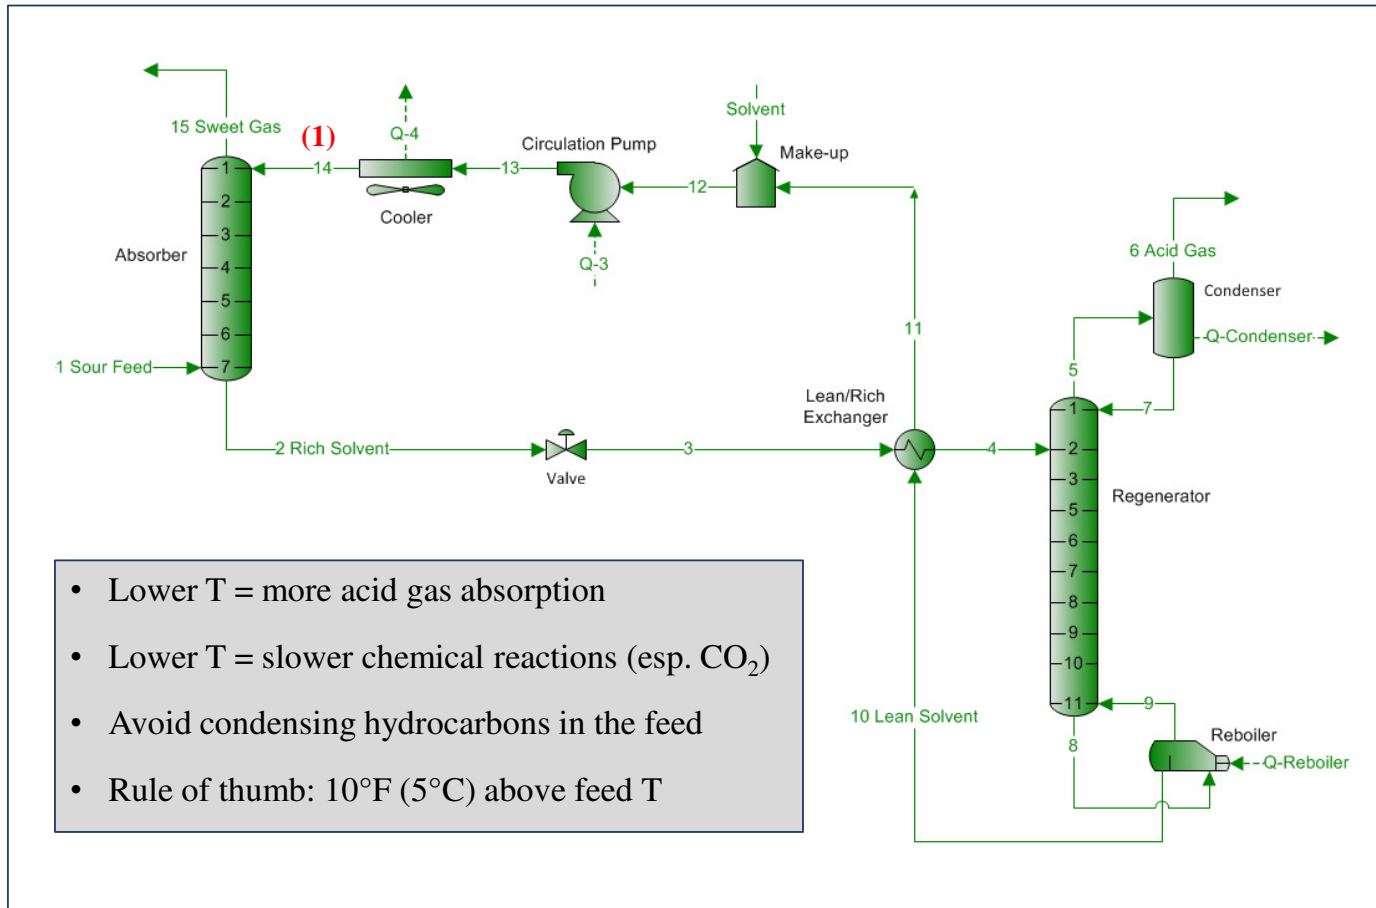 15 Sweet Gas
(1)
Q-4
Circulation Pump
Solvent
Make-up
1
14
13
12
2
Cooler
Absorber
3
4
5
6
7
1 Sour Feed
Q-3
6 Acid Gas
Condenser
Q-Condenser
11
5
7
Lean/Rich
Exchanger
2 Rich Solvent
Valve
3
4
1
2
3
5
6
7
8
9
10
11
Regenerator
10 Lean Solvent
9
8
Reboiler
Q-Reboiler
• Lower T = more acid gas absorption
• Lower T = slower chemical reactions (esp. CO₂)
• Avoid condensing hydrocarbons in the feed
• Rule of thumb: 10°F (5°C) above feed T